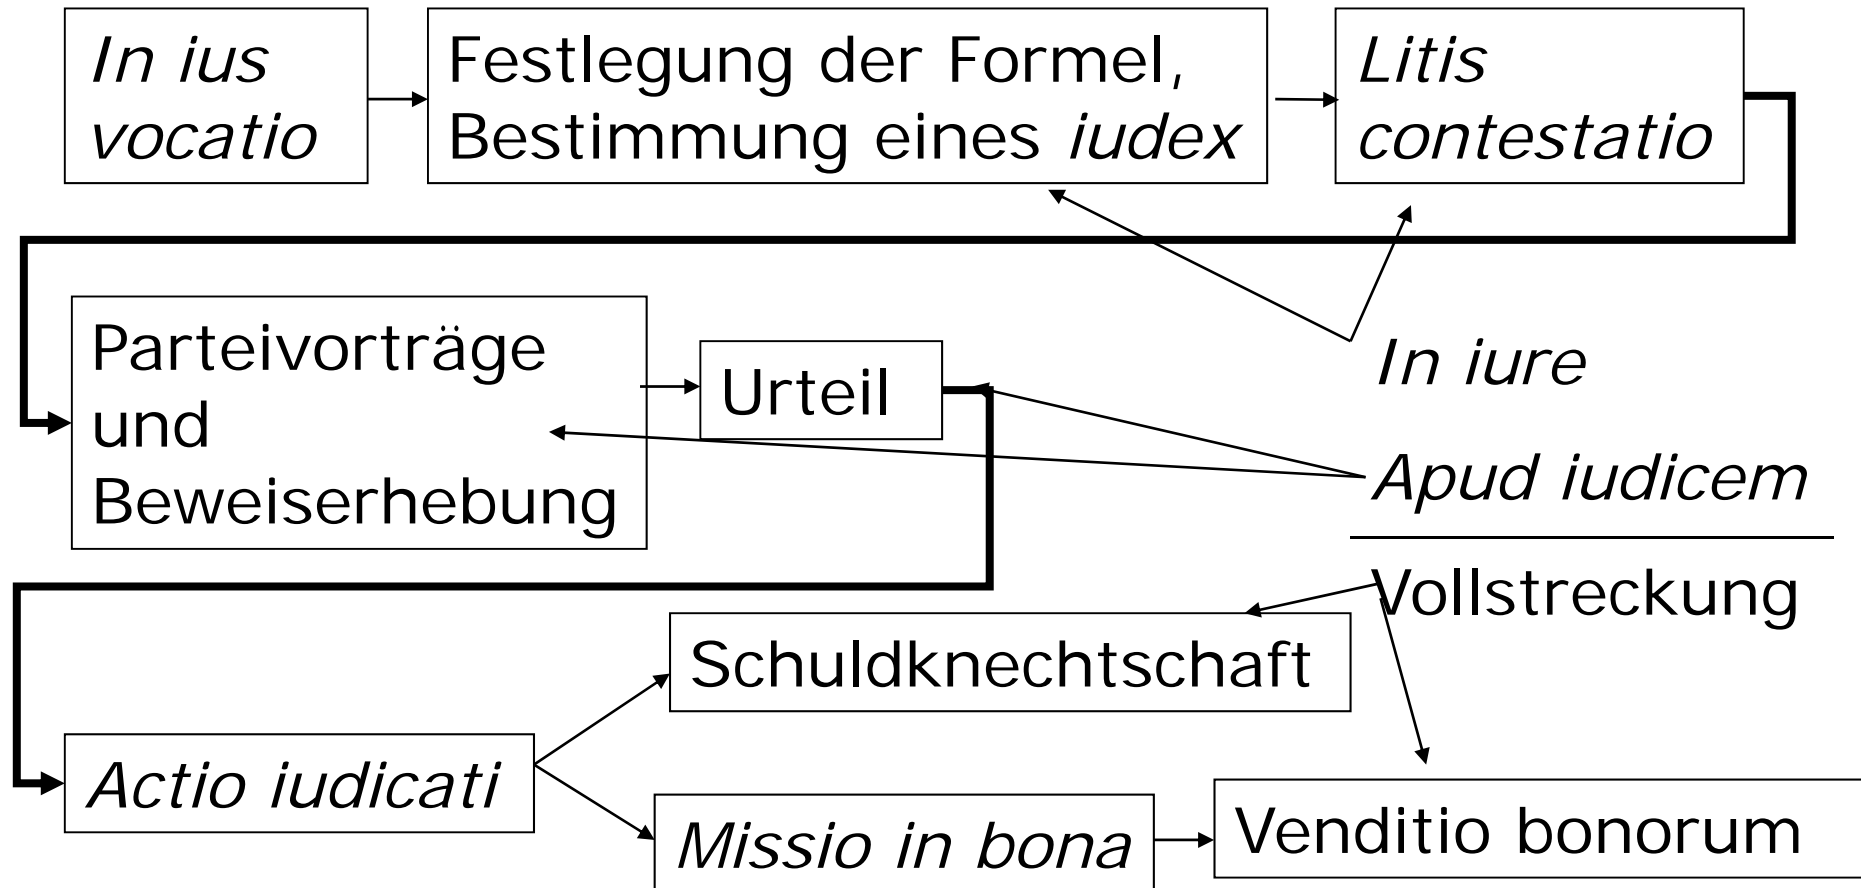 In ius
vocatio
Festlegung der Formel,
Bestimmung eines iudex
Litis
contestatio
Parteivorträge
und
Beweiserhebung
Urteil
In iure
Apud iudicem
Vollstreckung
Schuldknechtschaft
Actio iudicati
Missio in bona
Venditio bonorum